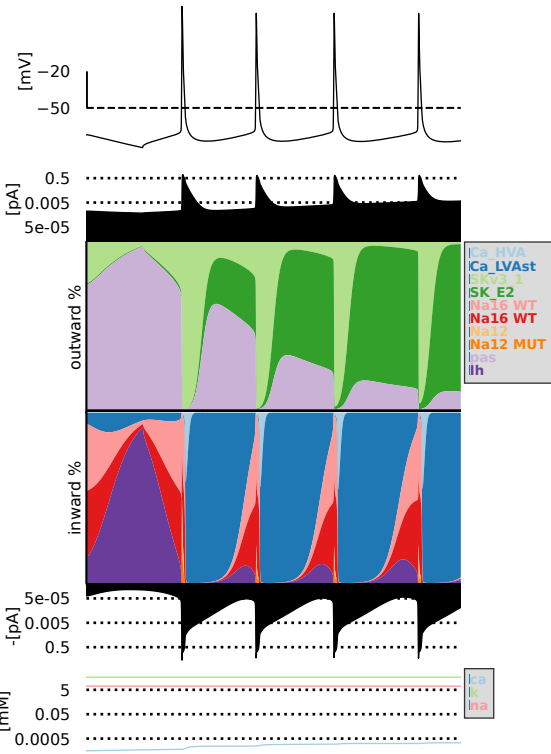 [mV]
−20
−50
[pA]
0.5
0.005
5e-05
outward %
Ca_HVA
Ca_LVAst
SKv3_1
SK_E2
Na16 WT
Na16 WT
Na12
Na12 MUT
pas
Ih
inward %
-[pA]
5e-05
0.005
0.5
[mM]
5
0.05
0.0005
ca
k
na